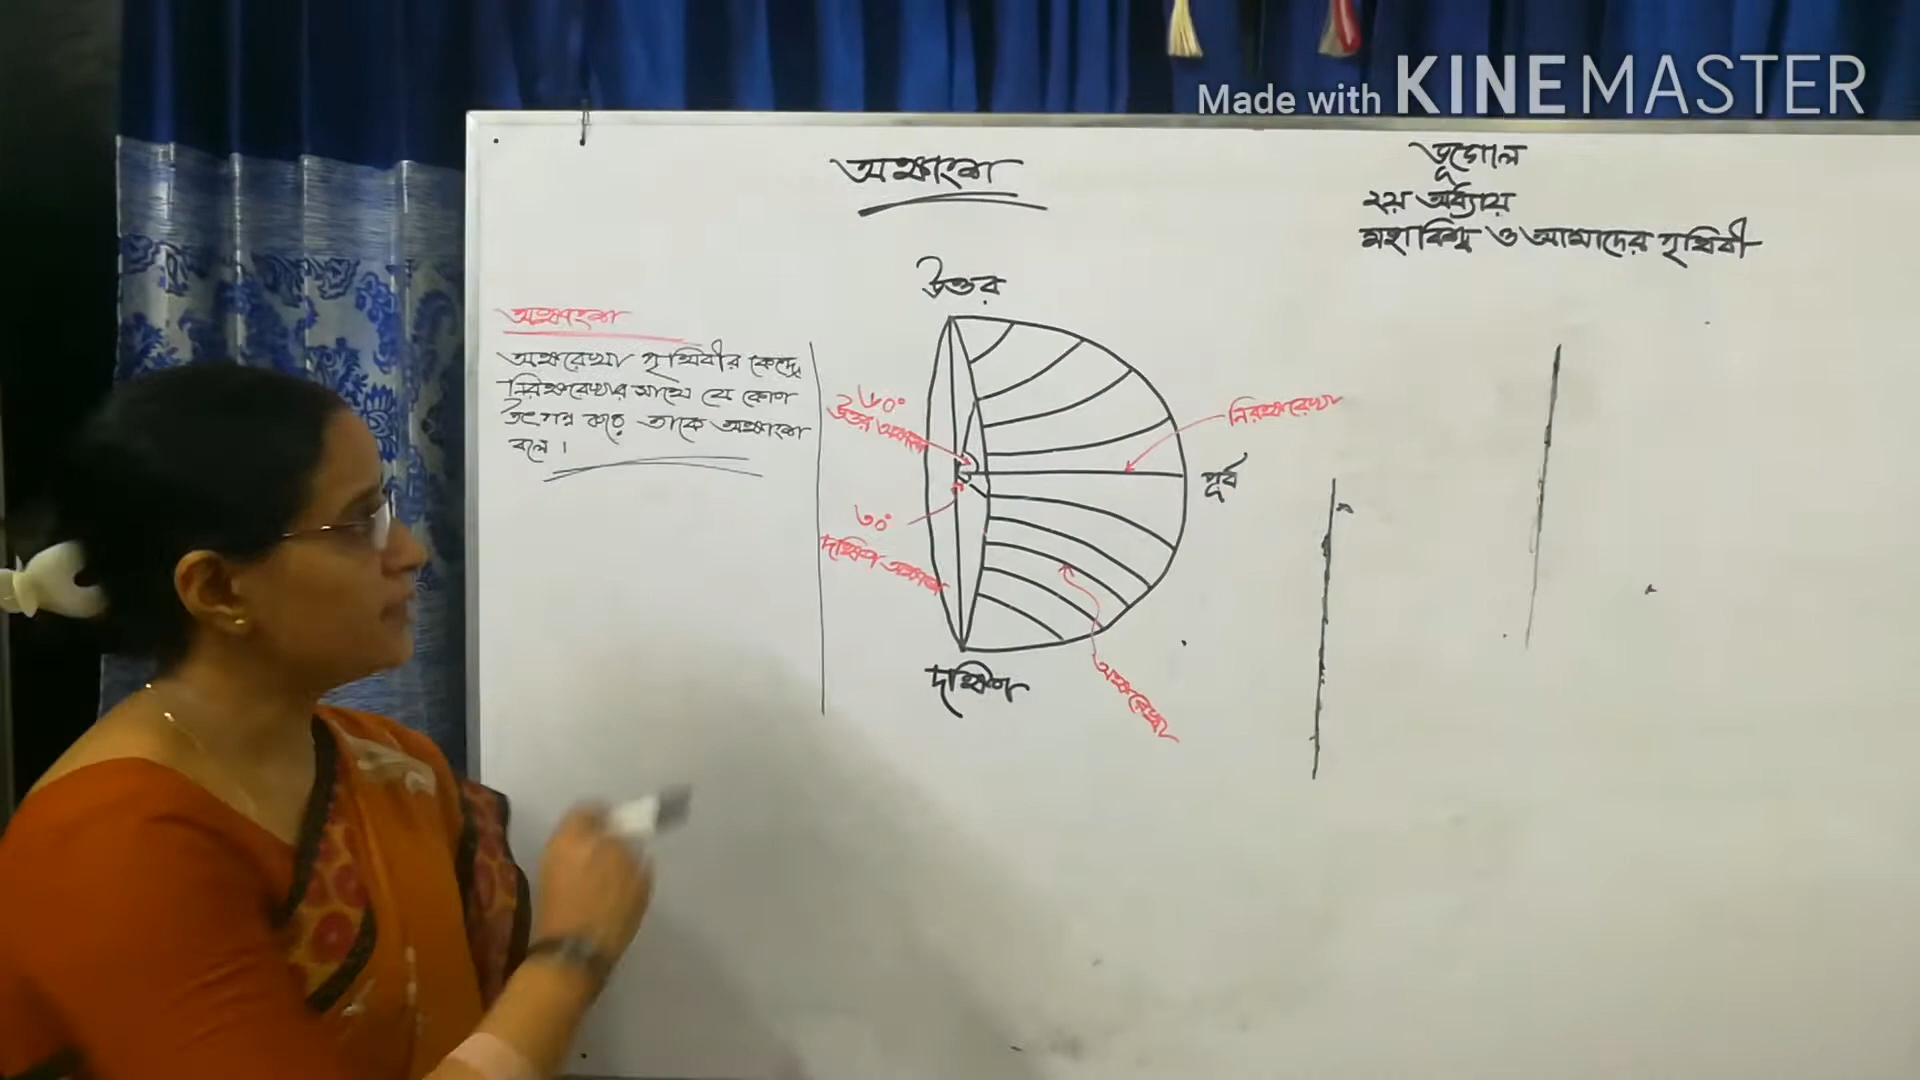 Made with KINEMASTER
অক্ষাংশ
ভূগোল
২য় অধ্যায়
মহাবিশ্ব ও আমাদের পৃথিবী
অক্ষাংশ
অক্ষরেখা পৃথিবীর কেন্দ্রে
নিরক্ষরেখার সাথে যে কোণ
উৎপন্ন করে তাকে অক্ষাংশ
বলে।
উত্তর
৬০°
উত্তর অক্ষাংশ
নিরক্ষরেখা
পূর্ব
৩০°
দক্ষিণ অক্ষাংশ
দক্ষিণ
অক্ষরেখা